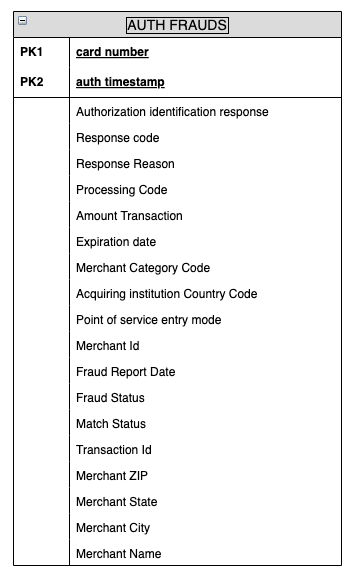 AUTH FRAUDS
PK1 card number
PK2 auth timestamp
Authorization identification response
Response code
Response Reason
Processing Code
Amount Transaction
Expiration date
Merchant Category Code
Acquiring institution Country Code
Point of service entry mode
Merchant Id
Fraud Report Date
Fraud Status
Match Status
Transaction Id
Merchant ZIP
Merchant State
Merchant City
Merchant Name